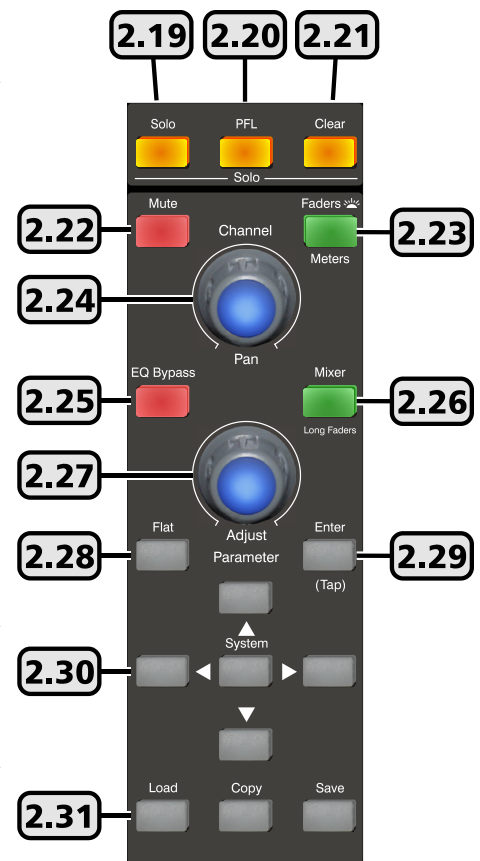 2.19 2.20 2.21
Solo PFL Clear
Solo
Mute Faders
2.22 Channel 2.23
Meters
2.24
Pan
EQ Bypass Mixer
2.25 2.26
Long Faders
2.27
Adjust
Flat Enter
2.28 Parameter 2.29
(Tap)
System
2.30
Load Copy Save
2.31